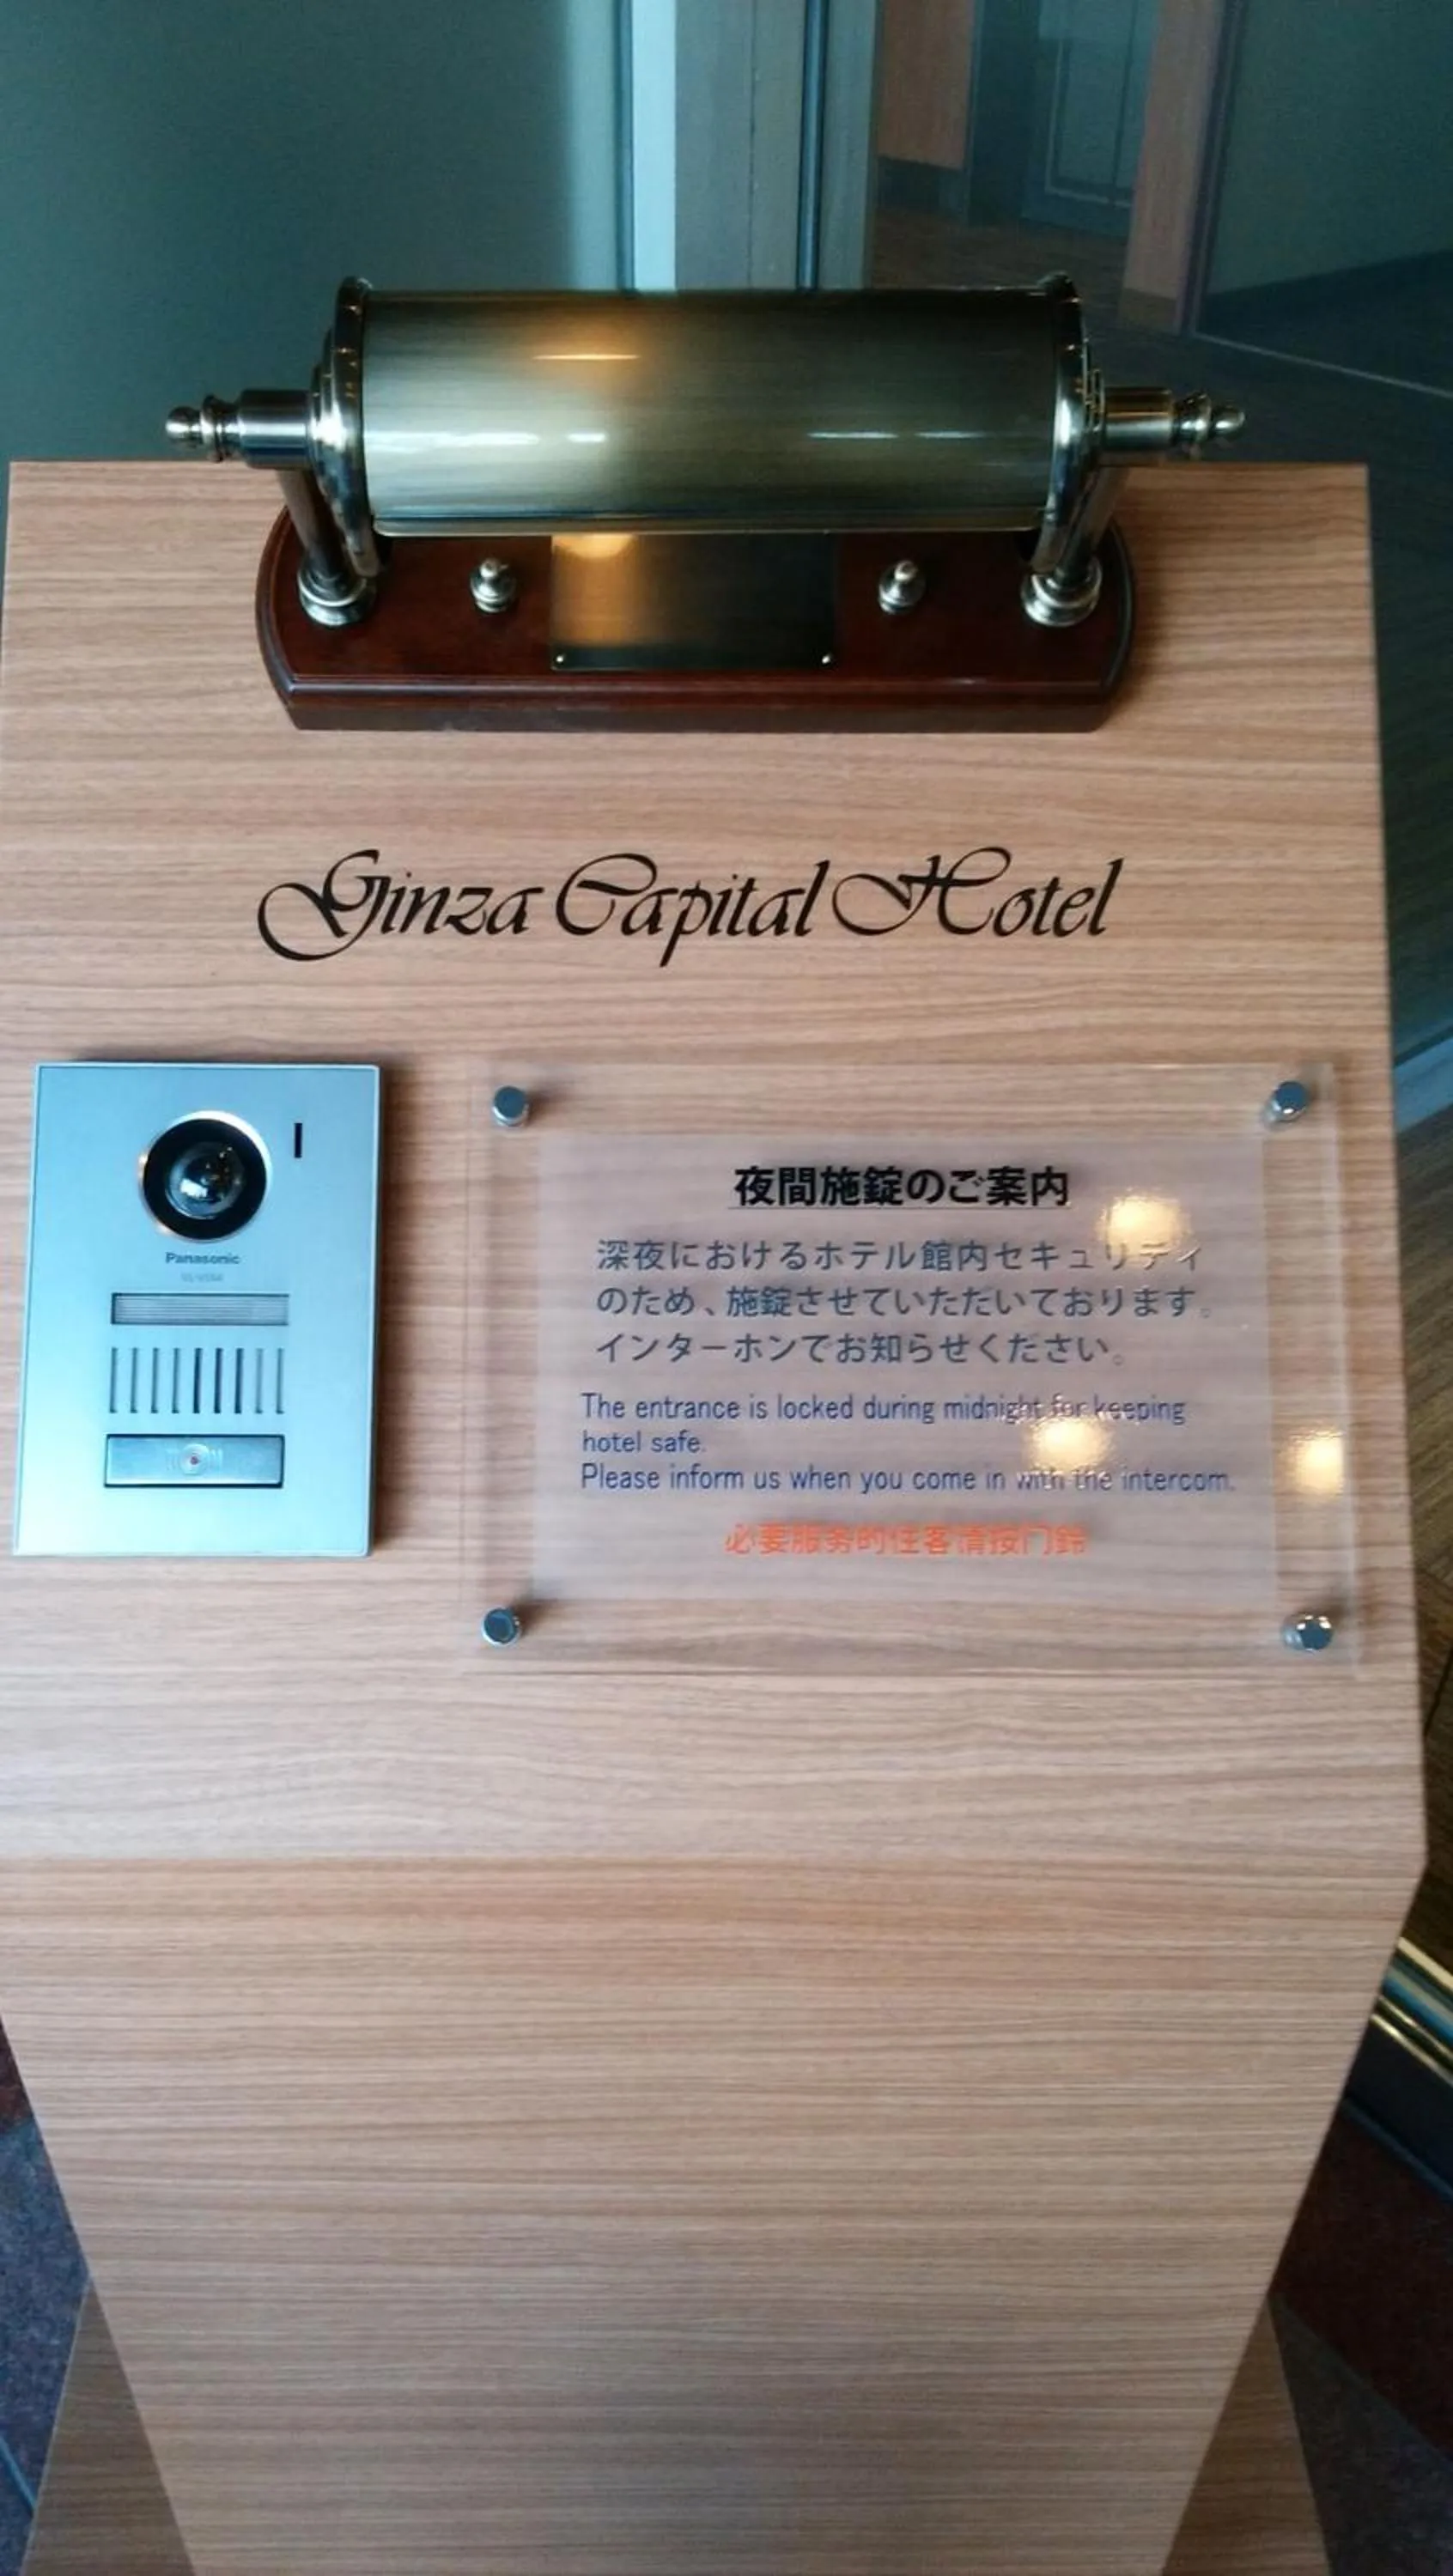 Ginza Capital Hotel
Panasonic
夜間施錠のご案内
深夜におけるホテル館内セキュリティ
のため、施錠させていただいております。
インターホンでお知らせください。
The entrance is locked during midnight for keeping
hotel safe.
Please inform us when you come in with the intercom.
必要服务的住客请按门鈴